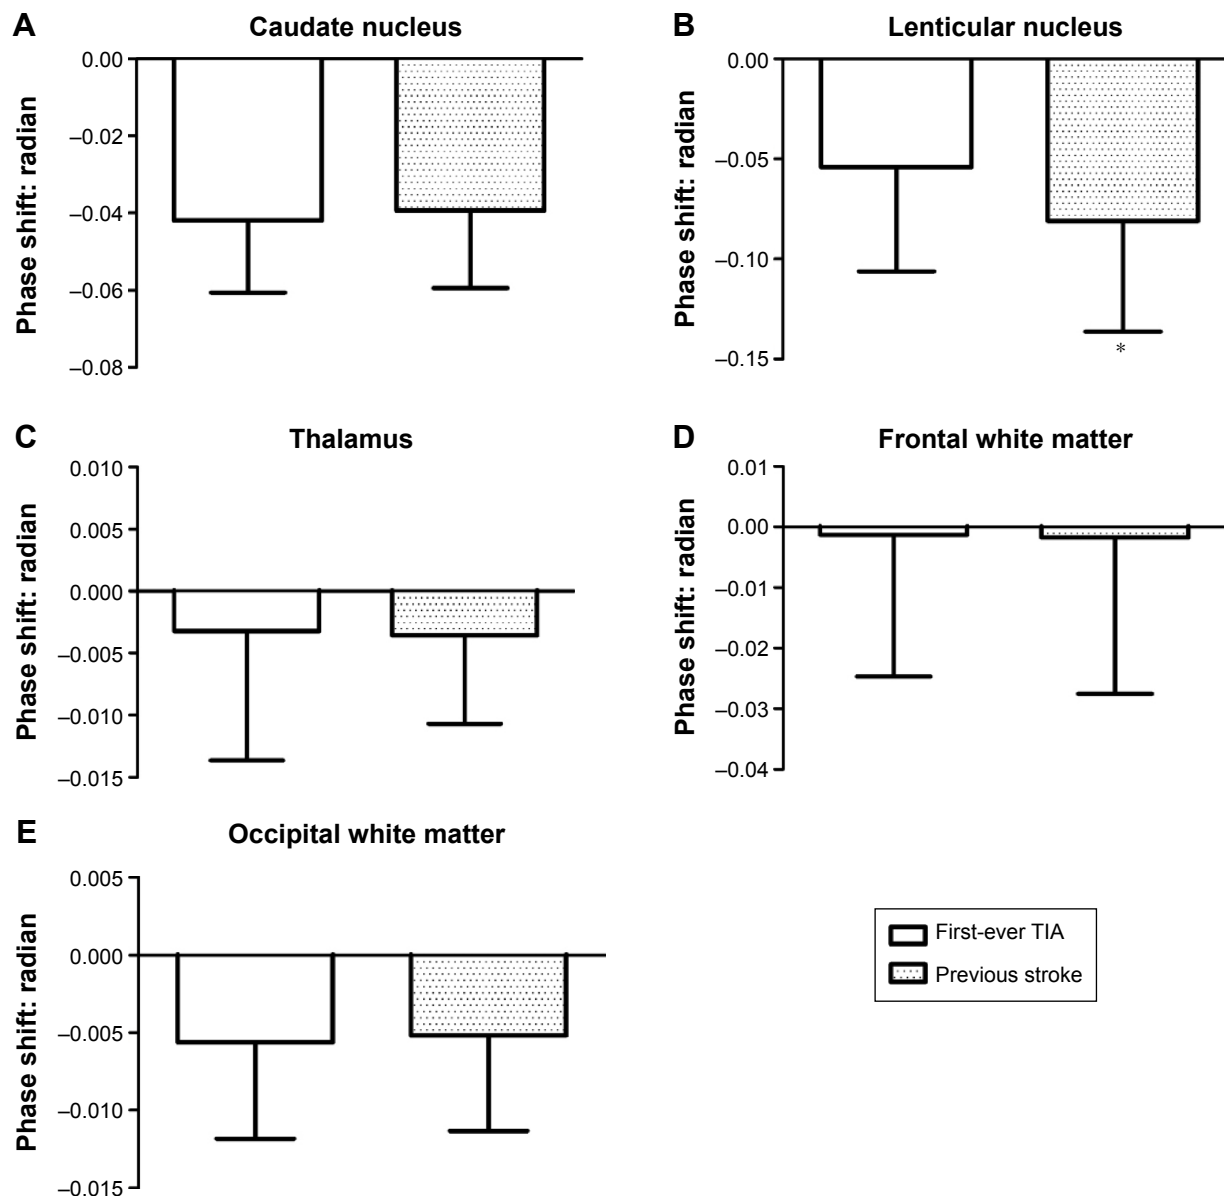 A
Caudate nucleus
Phase shift: radian
0.00
–0.02
–0.04
–0.06
–0.08
B
Lenticular nucleus
Phase shift: radian
0.00
–0.05
–0.10
–0.15
*
C
Thalamus
Phase shift: radian
0.010
0.005
0.000
–0.005
–0.010
–0.015
D
Frontal white matter
Phase shift: radian
0.01
0.00
–0.01
–0.02
–0.03
–0.04
E
Occipital white matter
Phase shift: radian
0.005
0.000
–0.005
–0.010
–0.015
First-ever TIA
Previous stroke